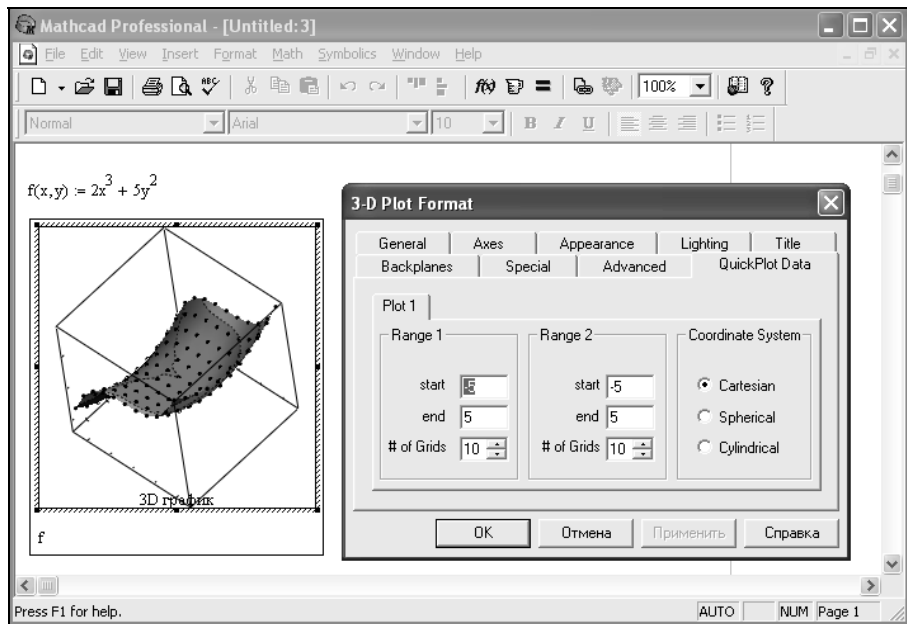 Mathcad Professional - [Untitled:3]
File Edit View Insert Format Math Symbolics Window Help
100%
Normal Arial 10 B I U
f(x,y) := 2x^3 + 5y^2
3D график
f
3-D Plot Format
General Axes Appearance Lighting Title
Backplanes Special Advanced QuickPlot Data
Plot 1
Range 1 Range 2 Coordinate System
start -5 start -5 Cartesian
end 5 end 5 Spherical
# of Grids 10 # of Grids 10 Cylindrical
OK Отмена Применить Справка
Press F1 for help. AUTO NUM Page 1